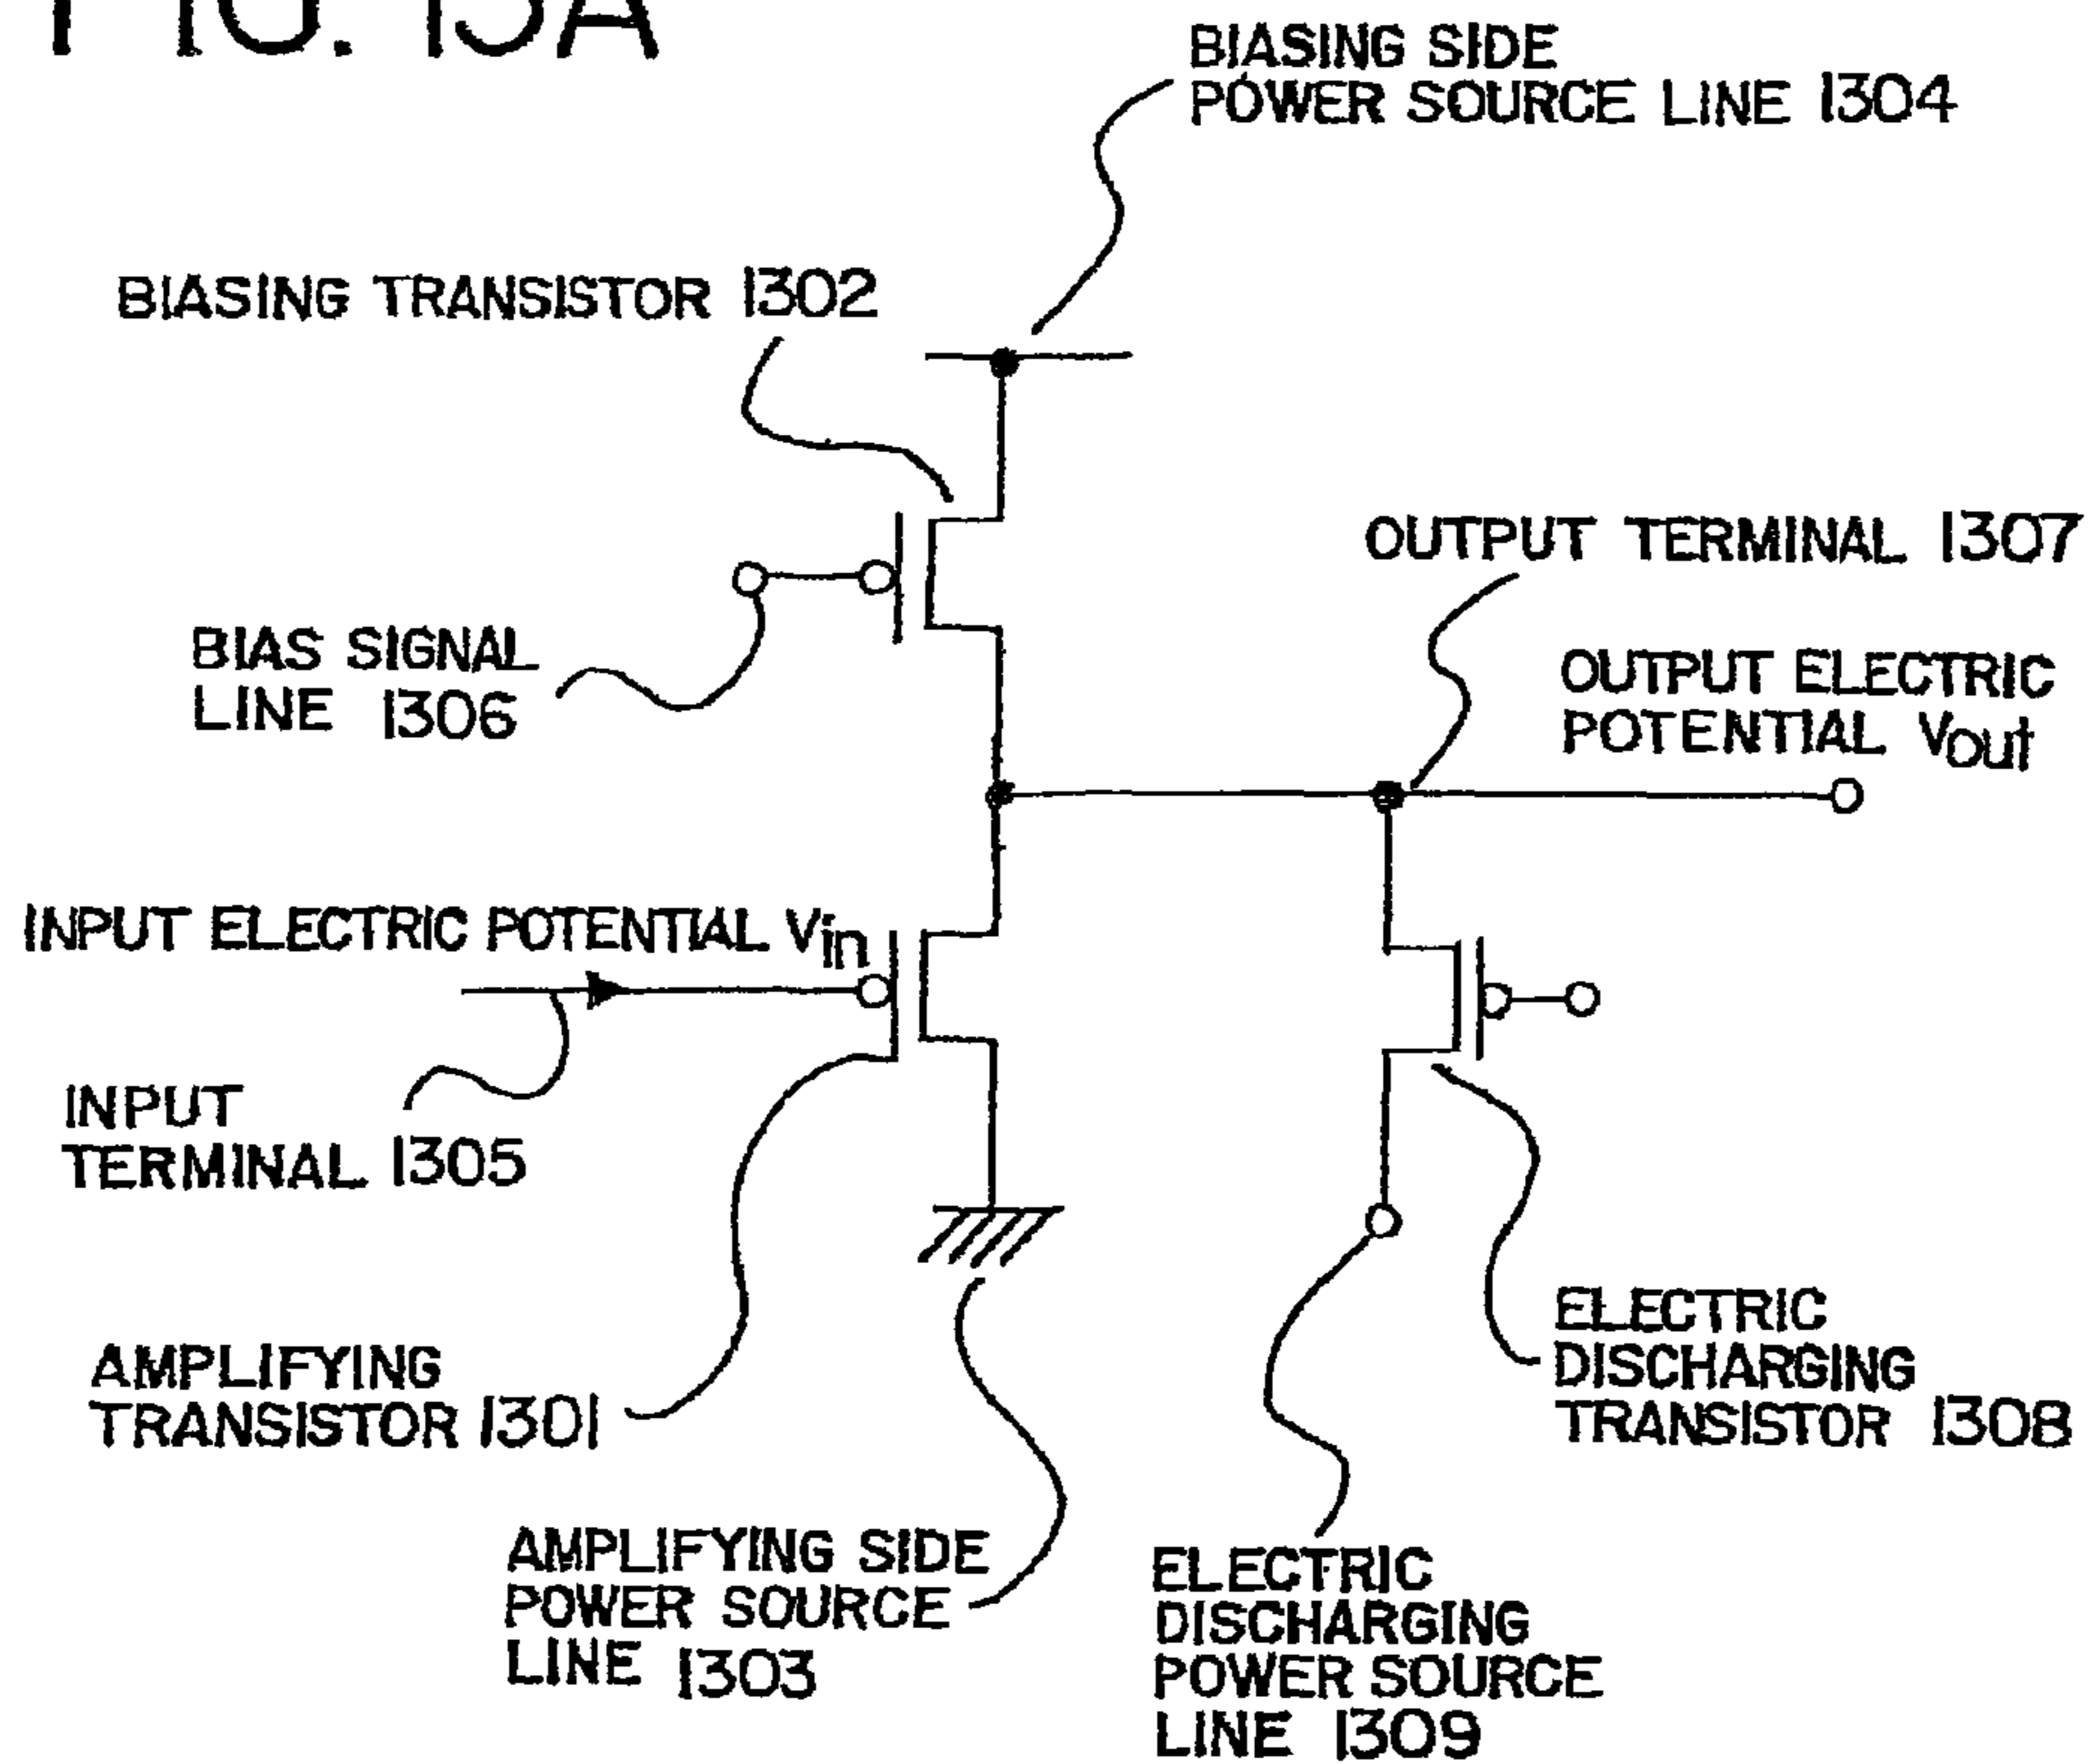 FIG. 13A
BIASING SIDE
POWER SOURCE LINE 1304
BIASING TRANSISTOR 1302
OUTPUT TERMINAL 1307
BIAS SIGNAL
LINE 1306
OUTPUT ELECTRIC
POTENTIAL Vout
INPUT ELECTRIC POTENTIAL Vin
INPUT
TERMINAL 1305
AMPLIFYING
TRANSISTOR 1301
ELECTRIC
DISCHARGING
TRANSISTOR 1308
AMPLIFYING SIDE
POWER SOURCE
LINE 1303
ELECTRIC
DISCHARGING
POWER SOURCE
LINE 1309